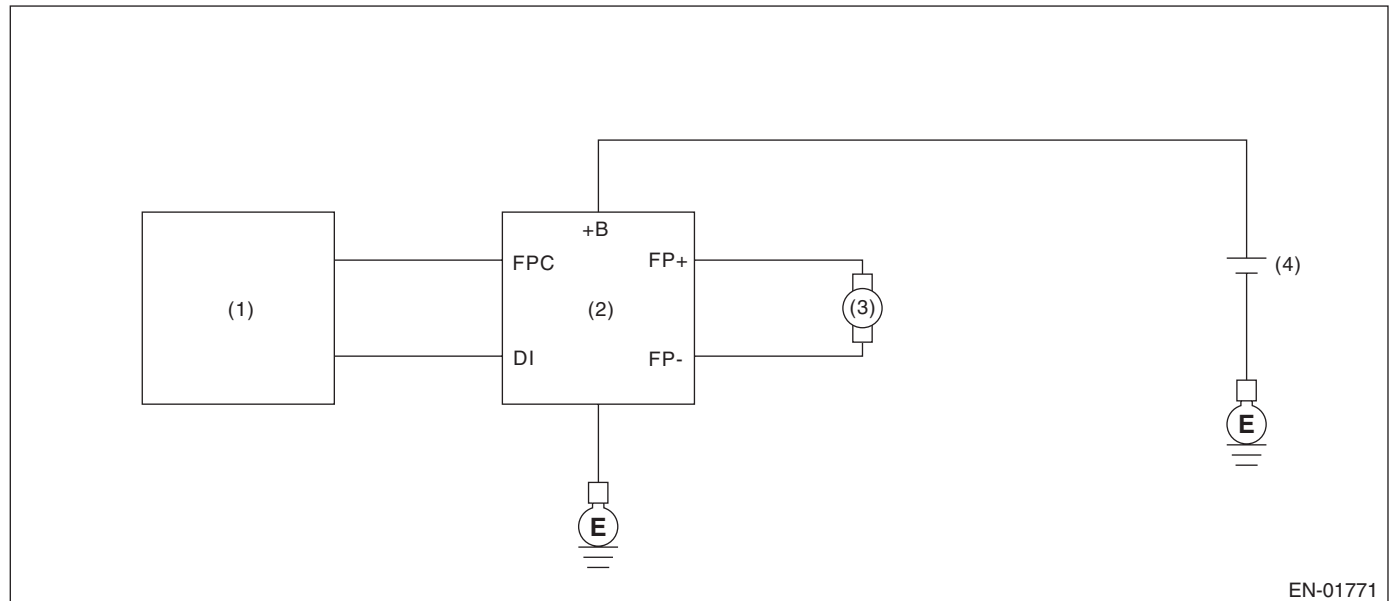 +B
FPC
FP+
(1)
(2)
(3)
(4)
DI
FP-
E
E
EN-01771